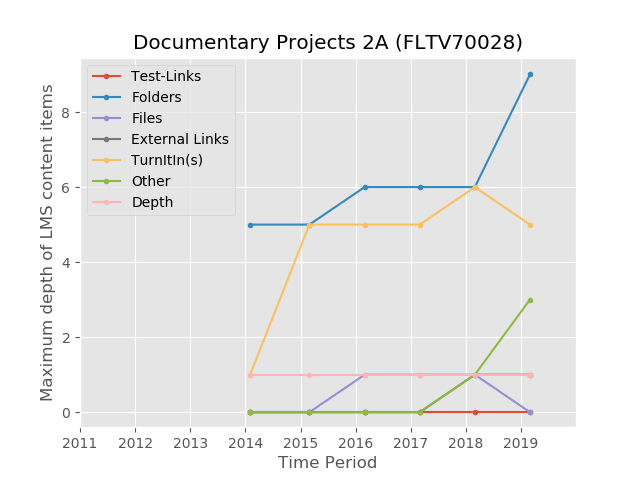 Documentary Projects 2A (FLTV70028)
Test-Links
Folders
Files
External Links
TurnItIn(s)
Other
Depth
Maximum depth of LMS content items
8
6
4
2
0
2011 2012 2013 2014 2015 2016 2017 2018 2019
Time Period